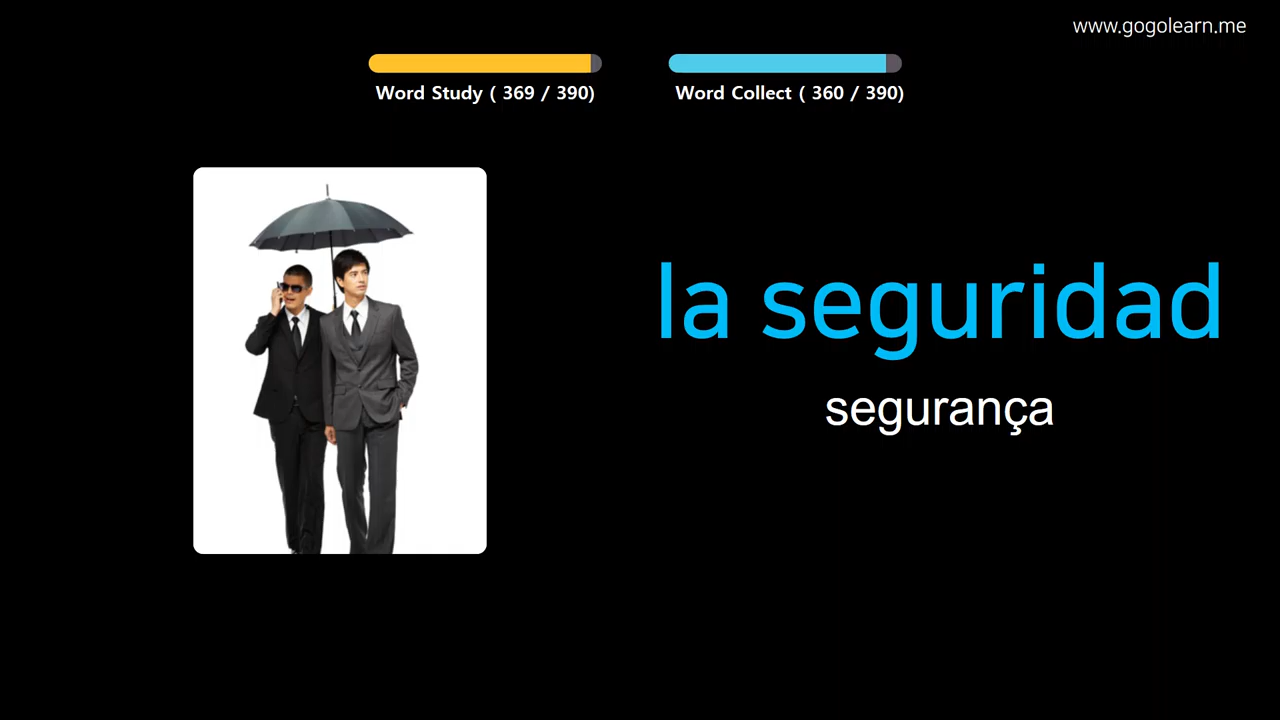 www.gogolearn.me
Word Study ( 369 / 390)
Word Collect ( 360 / 390)
la seguridad
segurança